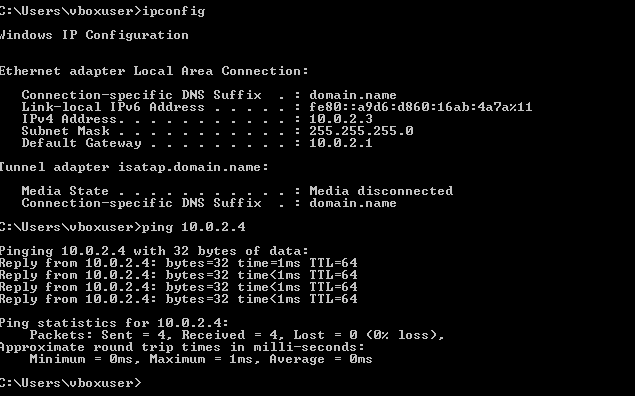 C:\Users\vboxuser>ipconfig
Windows IP Configuration
Ethernet adapter Local Area Connection:
Connection-specific DNS Suffix . : domain.name
Link-local IPv6 Address . . . . . : fe80::a9d6:d860:16ab:4a7a%11
IPv4 Address. . . . . . . . . . . : 10.0.2.3
Subnet Mask . . . . . . . . . . . : 255.255.255.0
Default Gateway . . . . . . . . . : 10.0.2.1
Tunnel adapter isatap.domain.name:
Media State . . . . . . . . . . . : Media disconnected
Connection-specific DNS Suffix . : domain.name
C:\Users\vboxuser>ping 10.0.2.4
Pinging 10.0.2.4 with 32 bytes of data:
Reply from 10.0.2.4: bytes=32 time=1ms TTL=64
Reply from 10.0.2.4: bytes=32 time<1ms TTL=64
Reply from 10.0.2.4: bytes=32 time<1ms TTL=64
Reply from 10.0.2.4: bytes=32 time<1ms TTL=64
Ping statistics for 10.0.2.4:
Packets: Sent = 4, Received = 4, Lost = 0 (0% loss),
Approximate round trip times in milli-seconds:
Minimum = 0ms, Maximum = 1ms, Average = 0ms
C:\Users\vboxuser>